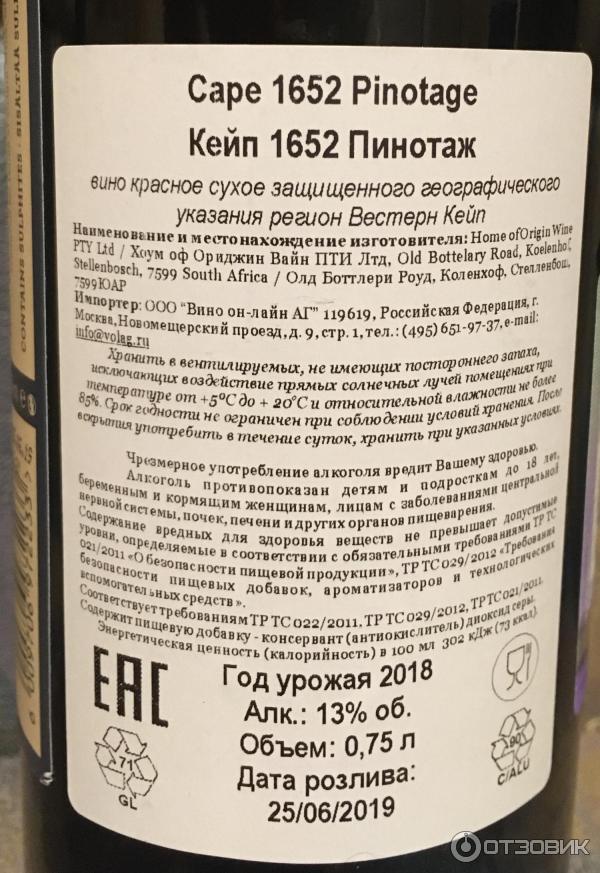 Cape 1652 Pinotage
Кейп 1652 Пинотаж
вино красное сухое защищенного географического
указания регион Вестерн Кейп
Наименование и местонахождение изготовителя: Home of Origin Wine
PTY Ltd / Хоум оф Ориджин Вайн ПТИ Лтд, Old Bottelary Road, Koelenhof,
Stellenbosch, 7599 South Africa / Олд Боттлери Роуд, Коленхоф, Стелленбош,
7599 ЮАР
Импортер: ООО "Вино он-лайн АГ" 119619, Российская Федерация, г.
Москва, Новомещерский проезд, д. 9, стр. 1, тел.: (495) 651-97-37, e-mail:
info@volag.ru
Хранить в вентилируемых, не имеющих постороннего запаха,
исключающих воздействие прямых солнечных лучей помещениях при
температуре от +5°C до + 20°C и относительной влажности не более
85%. Срок годности не ограничен при соблюдении условий хранения. После
вскрытия употребить в течение суток, хранить при указанных условиях.
Чрезмерное употребление алкоголя вредит Вашему здоровью.
Алкоголь противопоказан детям и подросткам до 18 лет,
беременным и кормящим женщинам, лицам с заболеваниями центральной
нервной системы, почек, печени и других органов пищеварения.
Содержание вредных для здоровья веществ не превышает допустимые
уровни, определяемые в соответствии с обязательными требованиями ТР ТС
021/2011 «О безопасности пищевой продукции», ТР ТС 029/2012 «Требования
безопасности пищевых добавок, ароматизаторов и технологических
вспомогательных средств».
Соответствует требованиям ТР ТС 022/2011, ТР ТС 029/2012, ТР ТС 021/2011.
Содержит пищевую добавку - консервант (антиокислитель) диоксид серы.
Энергетическая ценность (калорийность) в 100 мл 302 кДж (73 ккал).
EAC
Год урожая 2018
Алк.: 13% об.
Объем: 0,75 л
Дата розлива:
25/06/2019
71
GL
90
C/ALU
CONTAINS SULPHITES
ОТЗОВИК